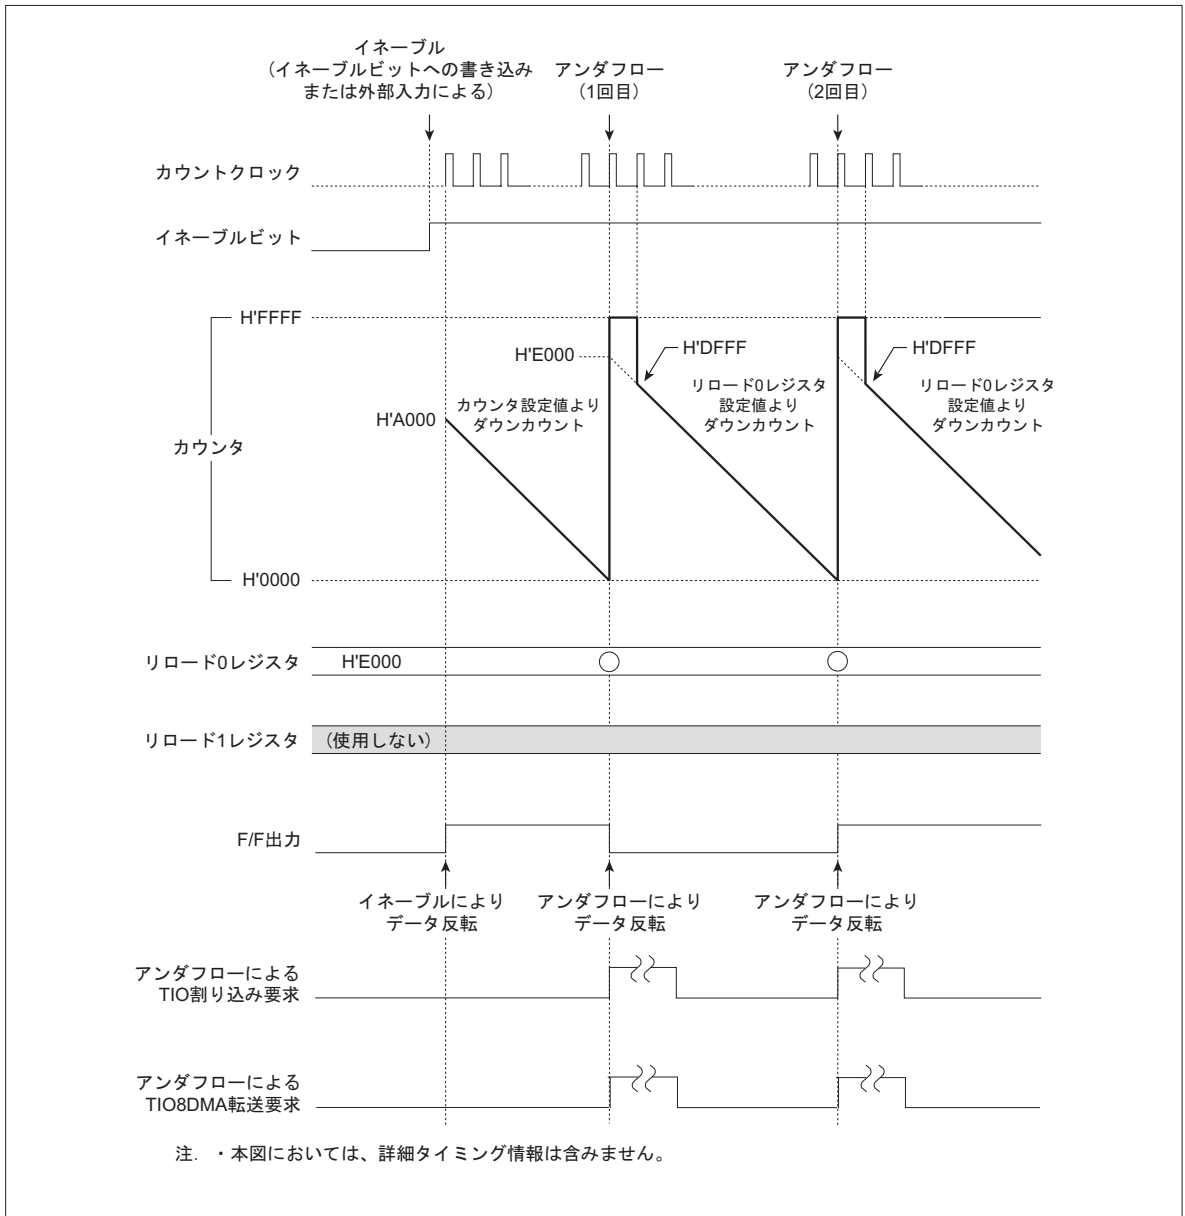 イネーブル
(イネーブルビットへの書き込み
または外部入力による)
アンダフロー
(1回目)
アンダフロー
(2回目)
カウントクロック
イネーブルビット
H'FFFF
H'E000
H'DFFF
H'DFFF
H'A000
カウンタ設定値より
ダウンカウント
リロード0レジスタ
設定値より
ダウンカウント
リロード0レジスタ
設定値より
ダウンカウント
カウンタ
H'0000
リロード0レジスタ
H'E000
リロード1レジスタ
(使用しない)
F/F出力
イネーブルにより
データ反転
アンダフローにより
データ反転
アンダフローにより
データ反転
アンダフローによる
TIO割り込み要求
アンダフローによる
TIO8DMA転送要求
注. ・本図においては、詳細タイミング情報は含みません。